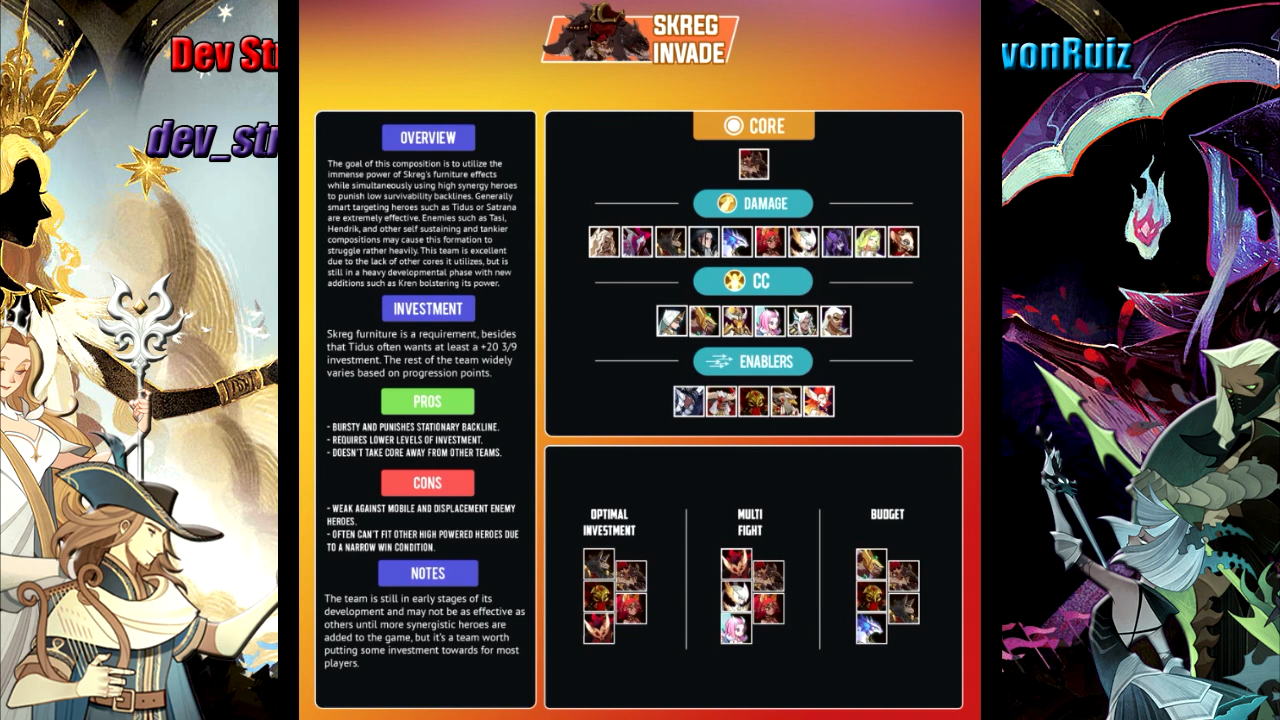 Dev St
dev_str
vonRuiz
SKREG
INVADE
OVERVIEW
The goal of this composition is to utilize the
immense power of Skreg's furniture effects
while simultaneously using high synergy heroes
to punish low survivability backlines. Generally
smart targeting heroes such as Tidus or Satrana
are extremely effective. Enemies such as Tasi,
Hendrik, and other self sustaining and tankier
compositions may cause this formation to
struggle rather heavily. This team is excellent
due to the lack of other cores it utilizes, but is
still in a heavy developmental phase with new
additions such as Kren bolstering its power.
INVESTMENT
Skreg furniture is a requirement, besides
that Tidus often wants at least a +20 3/9
investment. The rest of the team widely
varies based on progression points.
PROS
- BURSTY AND PUNISHES STATIONARY BACKLINE.
- REQUIRES LOWER LEVELS OF INVESTMENT.
- DOESN'T TAKE CORE AWAY FROM OTHER TEAMS.
CONS
- WEAK AGAINST MOBILE AND DISPLACEMENT ENEMY
HEROES.
- OFTEN CAN'T FIT OTHER HIGH POWERED HEROES DUE
TO A NARROW WIN CONDITION.
NOTES
The team is still in early stages of its
development and may not be as effective as
others until more synergistic heroes are
added to the game, but it's a team worth
putting some investment towards for most
players.
CORE
DAMAGE
CC
ENABLERS
OPTIMAL
INVESTMENT
MULTI
FIGHT
BUDGET